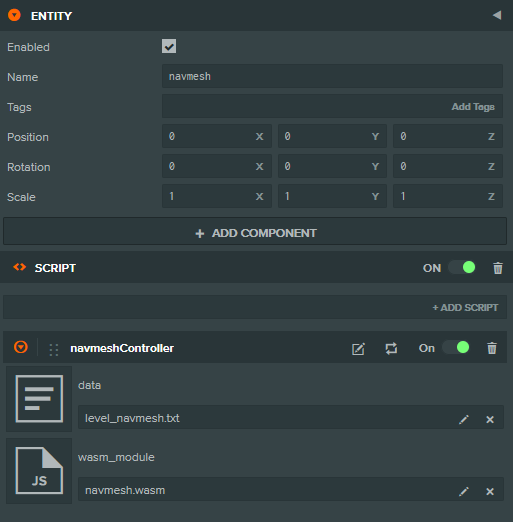 ENTITY
Enabled
Name navmesh
Tags Add Tags
Position 0 X 0 Y 0 Z
Rotation 0 X 0 Y 0 Z
Scale 1 X 1 Y 1 Z
+ ADD COMPONENT
SCRIPT ON
+ ADD SCRIPT
navmeshController On
data
level_navmesh.txt
wasm_module
JS
navmesh.wasm